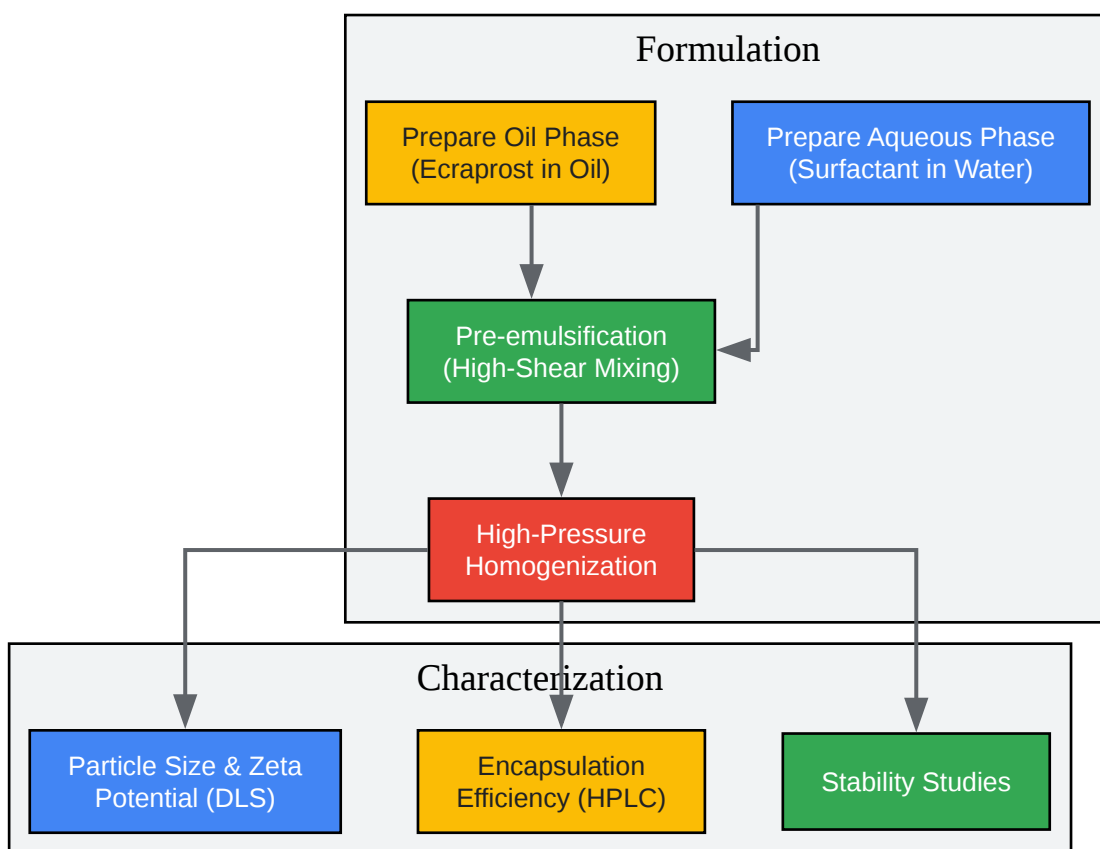 Formulation
Prepare Oil Phase
(Ecraprost in Oil)
Prepare Aqueous Phase
(Surfactant in Water)
Pre-emulsification
(High-Shear Mixing)
High-Pressure
Homogenization
Characterization
Particle Size & Zeta
Potential (DLS)
Encapsulation
Efficiency (HPLC)
Stability Studies